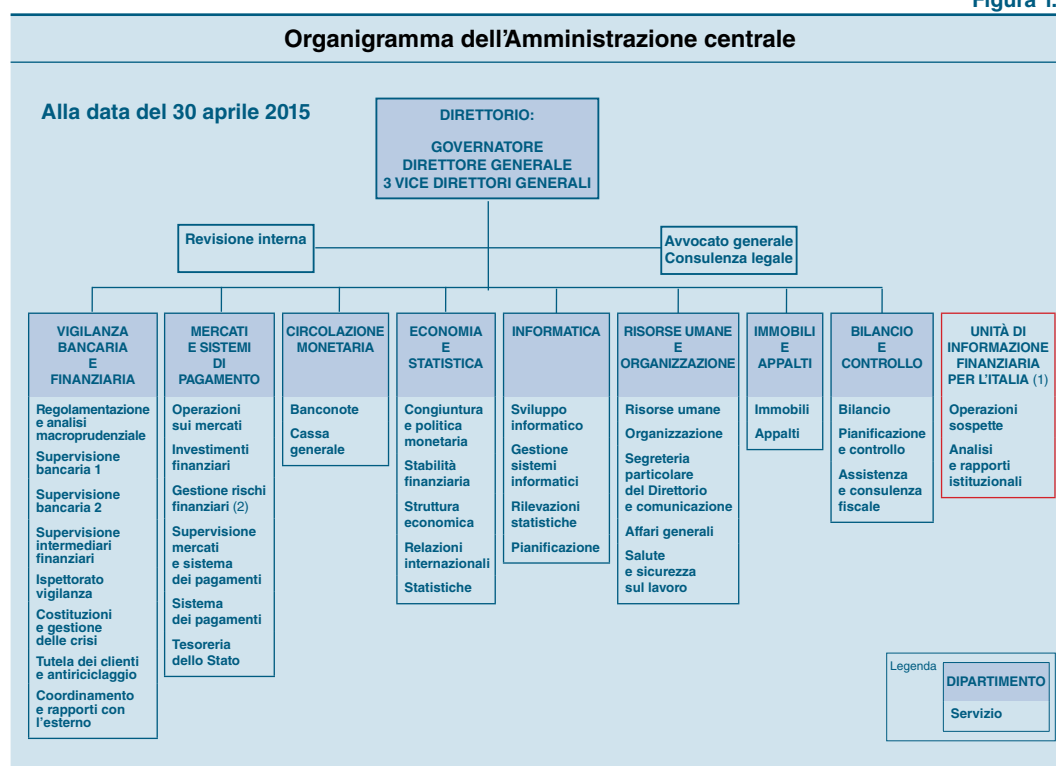 Figura 1.
Organigramma dell'Amministrazione centrale
Alla data del 30 aprile 2015
DIRETTORIO:
GOVERNATORE
DIRETTORE GENERALE
3 VICE DIRETTORI GENERALI
Revisione interna
Avvocato generale
Consulenza legale
VIGILANZA
BANCARIA
E
FINANZIARIA
Regolamentazione
e analisi
macroprudenziale
Supervisione
bancaria 1
Supervisione
bancaria 2
Supervisione
intermediari
finanziari
Ispettorato
vigilanza
Costituzioni
e gestione
delle crisi
Tutela dei clienti
e antiriciclaggio
Coordinamento
e rapporti con
l'esterno
MERCATI
E SISTEMI
DI
PAGAMENTO
Operazioni
sui mercati
Investimenti
finanziari
Gestione rischi
finanziari (2)
Supervisione
mercati
e sistema
dei pagamenti
Sistema
dei pagamenti
Tesoreria
dello Stato
CIRCOLAZIONE
MONETARIA
Banconote
Cassa
generale
ECONOMIA
E
STATISTICA
Congiuntura
e politica
monetaria
Stabilità
finanziaria
Struttura
economica
Relazioni
internazionali
Statistiche
INFORMATICA
Sviluppo
informatico
Gestione
sistemi
informatici
Rilevazioni
statistiche
Pianificazione
RISORSE UMANE
E
ORGANIZZAZIONE
Risorse umane
Organizzazione
Segreteria
particolare
del Direttorio
e comunicazione
Affari generali
Salute
e sicurezza
sul lavoro
IMMOBILI
E
APPALTI
Immobili
Appalti
BILANCIO
E
CONTROLLO
Bilancio
Pianificazione
e controllo
Assistenza
e consulenza
fiscale
UNITÀ DI
INFORMAZIONE
FINANZIARIA
PER L'ITALIA (1)
Operazioni
sospette
Analisi
e rapporti
istituzionali
Legenda
DIPARTIMENTO
Servizio